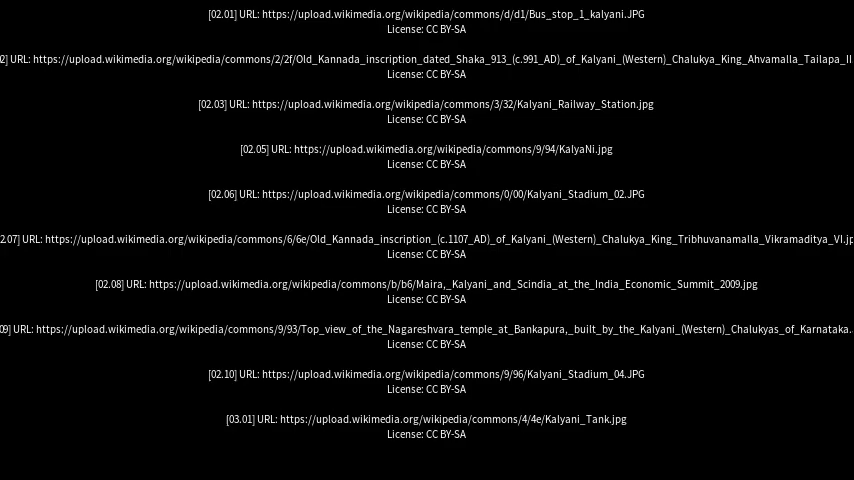 [02.01] URL: https://upload.wikimedia.org/wikipedia/commons/d/d1/Bus_stop_1_kalyani.JPG
License: CC BY-SA
2] URL: https://upload.wikimedia.org/wikipedia/commons/2/2f/Old_Kannada_inscription_dated_Shaka_913_(c.991_AD)_of_Kalyani_(Western)_Chalukya_King_Ahvamalla_Tailapa_II
License: CC BY-SA
[02.03] URL: https://upload.wikimedia.org/wikipedia/commons/3/32/Kalyani_Railway_Station.jpg
License: CC BY-SA
[02.05] URL: https://upload.wikimedia.org/wikipedia/commons/9/94/KalyaNi.jpg
License: CC BY-SA
[02.06] URL: https://upload.wikimedia.org/wikipedia/commons/0/00/Kalyani_Stadium_02.JPG
License: CC BY-SA
2.07] URL: https://upload.wikimedia.org/wikipedia/commons/6/6e/Old_Kannada_inscription_(c.1107_AD)_of_Kalyani_(Western)_Chalukya_King_Tribhuvanamalla_Vikramaditya_VI.jp
License: CC BY-SA
[02.08] URL: https://upload.wikimedia.org/wikipedia/commons/b/b6/Maira,_Kalyani_and_Scindia_at_the_India_Economic_Summit_2009.jpg
License: CC BY-SA
09] URL: https://upload.wikimedia.org/wikipedia/commons/9/93/Top_view_of_the_Nagareshvara_temple_at_Bankapura,_built_by_the_Kalyani_(Western)_Chalukyas_of_Karnataka.
License: CC BY-SA
[02.10] URL: https://upload.wikimedia.org/wikipedia/commons/9/96/Kalyani_Stadium_04.JPG
License: CC BY-SA
[03.01] URL: https://upload.wikimedia.org/wikipedia/commons/4/4e/Kalyani_Tank.jpg
License: CC BY-SA